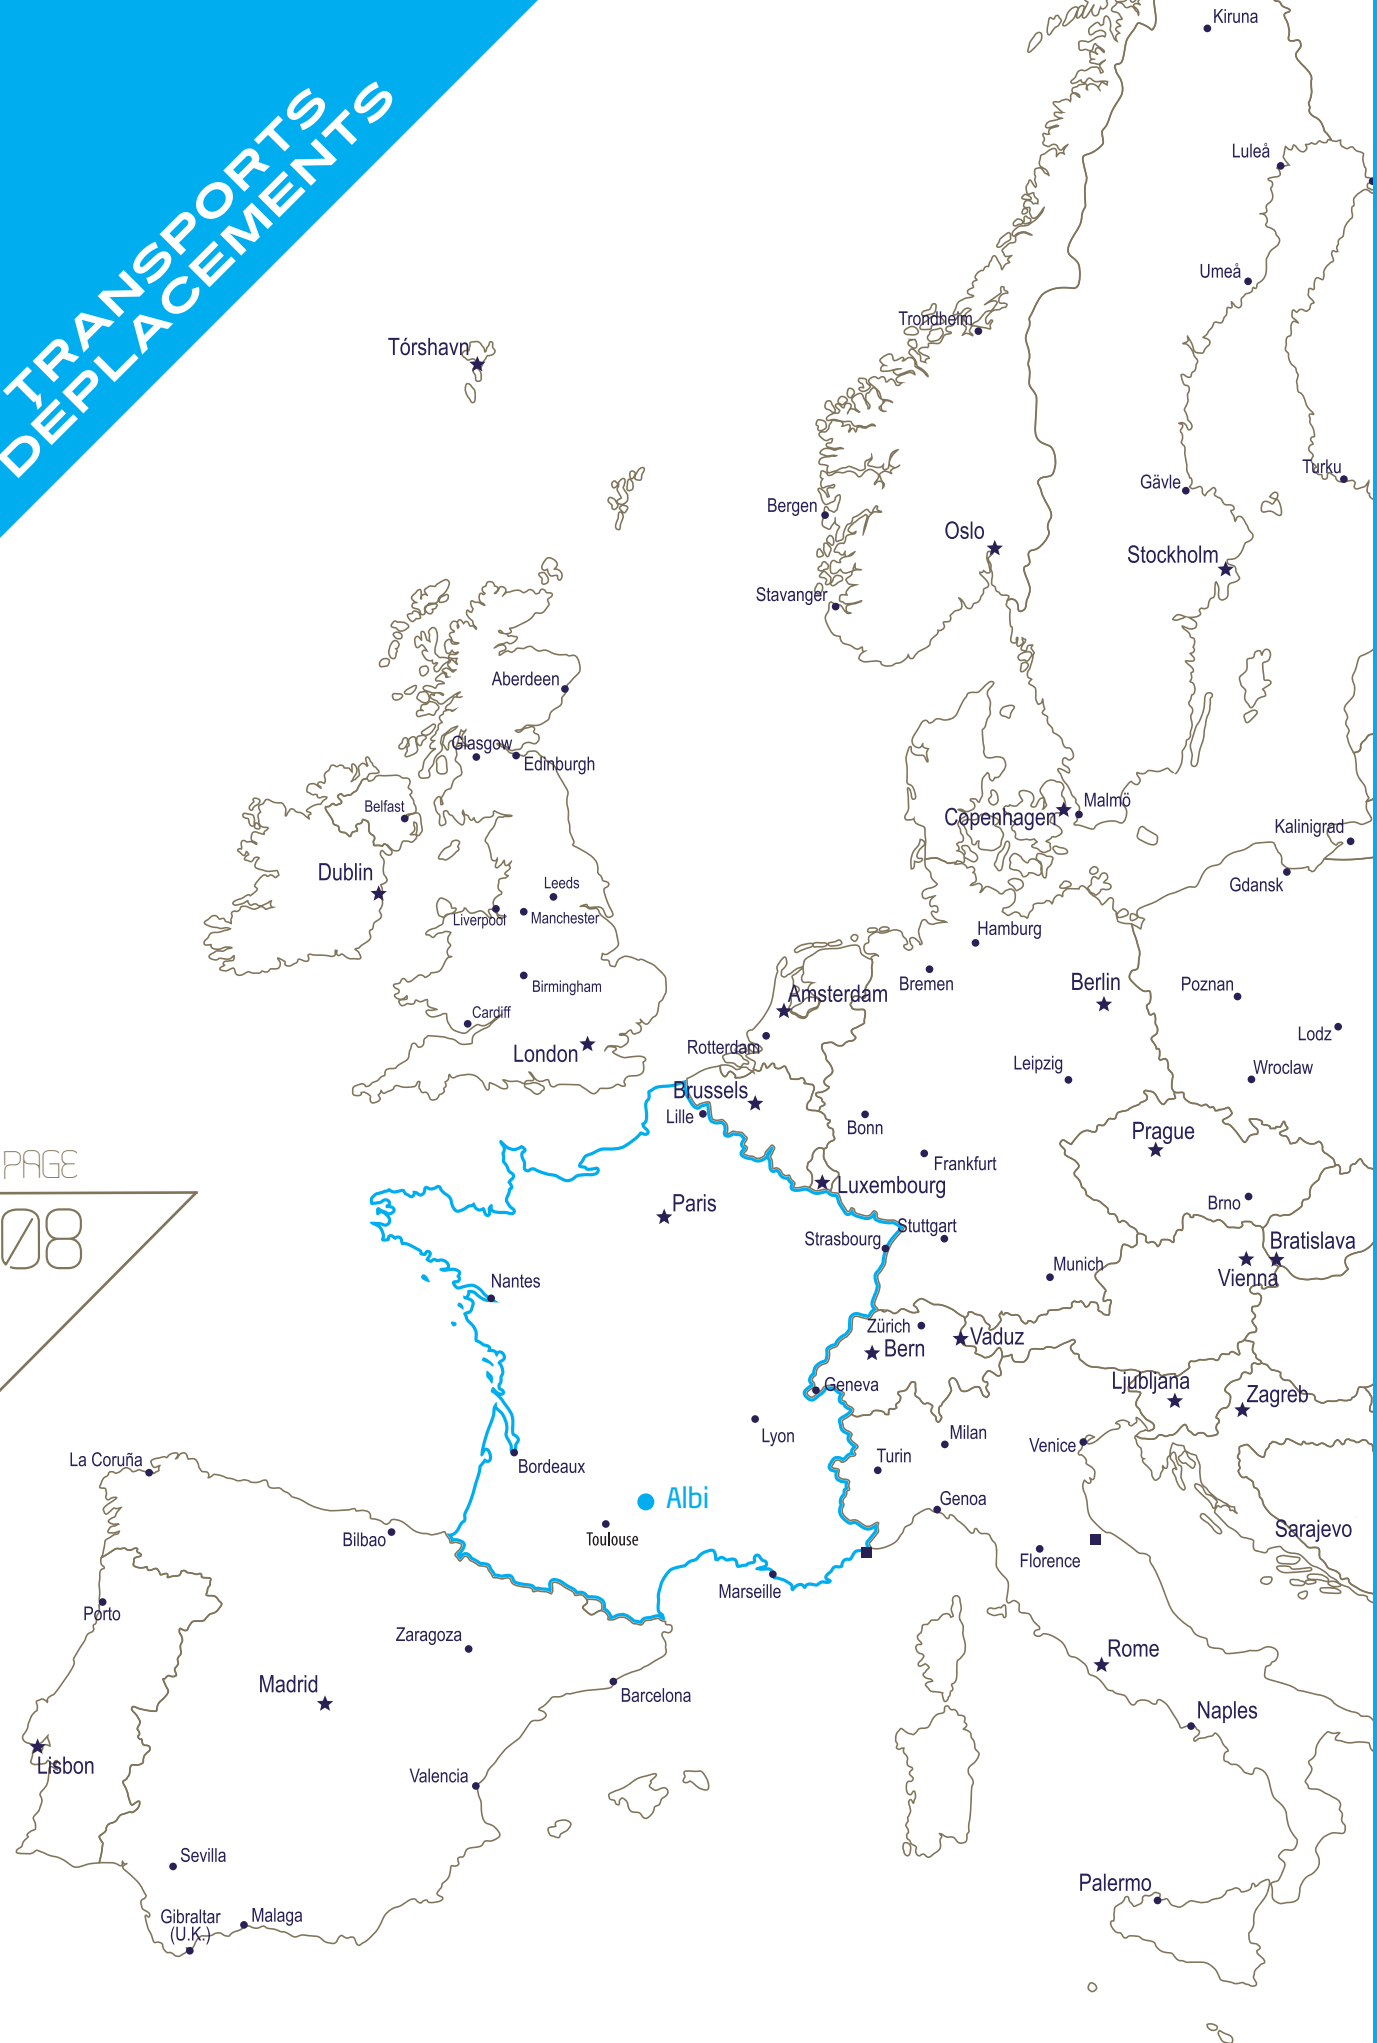 TRANSPORTS
DEPLACEMENTS
Kiruna
Luleå
Umeå
Trondheim
Tórshavn
Turku
Gävle
Bergen
Oslo
Stockholm
Stavanger
Aberdeen
Glasgow
Edinburgh
Belfast
Malmö
Copenhagen
Kalinigrad
Dublin
Leeds
Gdansk
Liverpool
Manchester
Hamburg
Birmingham
Amsterdam
Bremen
Berlin
Poznan
Cardiff
London
Rotterdam
Lodz
Leipzig
Wroclaw
Brussels
Lille
Bonn
Prague
PAGE
08
Frankfurt
Luxembourg
Paris
Brno
Strasbourg
Stuttgart
Bratislava
Munich
Vienna
Nantes
Zürich
Vaduz
Bern
Geneva
Ljubljana
Zagreb
Lyon
Milan
Venice
La Coruña
Turin
Bordeaux
Albi
Genoa
Bilbao
Toulouse
Sarajevo
Florence
Marseille
Porto
Zaragoza
Rome
Madrid
Barcelona
Naples
Lisbon
Valencia
Sevilla
Palermo
Gibraltar
(U.K.)
Malaga